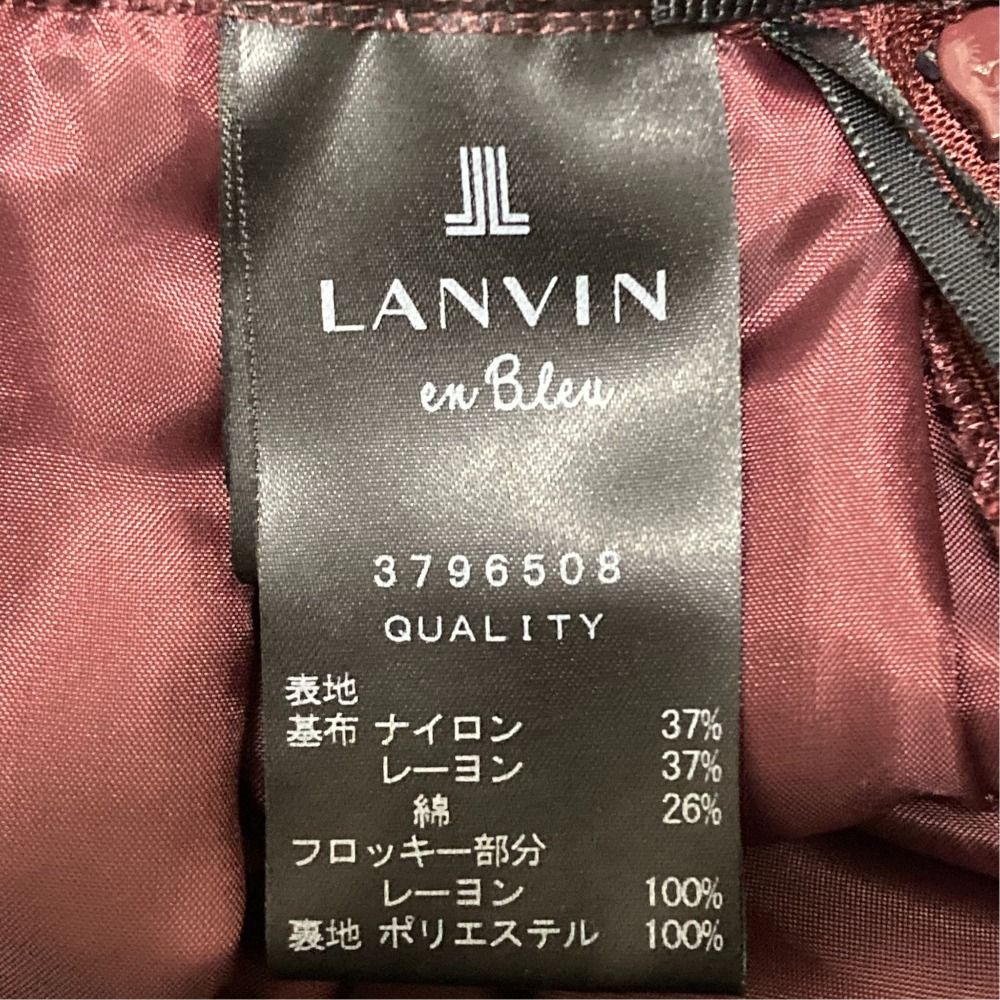 LANVIN
en Bleu
3796508
QUALITY
表地
基布 ナイロン 37%
レーヨン 37%
綿 26%
フロッキー部分
レーヨン 100%
裏地 ポリエステル 100%